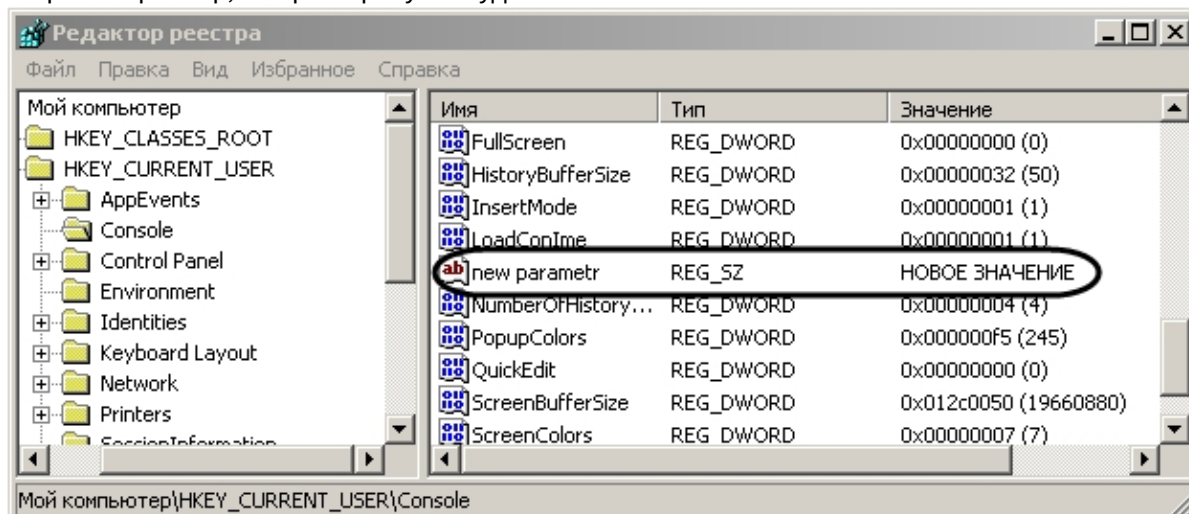 Редактор реестра
Файл Правка Вид Избранное Справка
Мой компьютер
HKEY_CLASSES_ROOT
HKEY_CURRENT_USER
AppEvents
Console
Control Panel
Environment
Identities
Keyboard Layout
Network
Printers
SessionInformation
Имя Тип Значение
FullScreen REG_DWORD 0x00000000 (0)
HistoryBufferSize REG_DWORD 0x00000032 (50)
InsertMode REG_DWORD 0x00000001 (1)
LoadConIme REG_DWORD 0x00000001 (1)
new parametr REG_SZ НОВОЕ ЗНАЧЕНИЕ
NumberOfHistory... REG_DWORD 0x00000004 (4)
PopupColors REG_DWORD 0x000000f5 (245)
QuickEdit REG_DWORD 0x00000000 (0)
ScreenBufferSize REG_DWORD 0x012c0050 (19660880)
ScreenColors REG_DWORD 0x00000007 (7)
Мой компьютер\HKEY_CURRENT_USER\Console